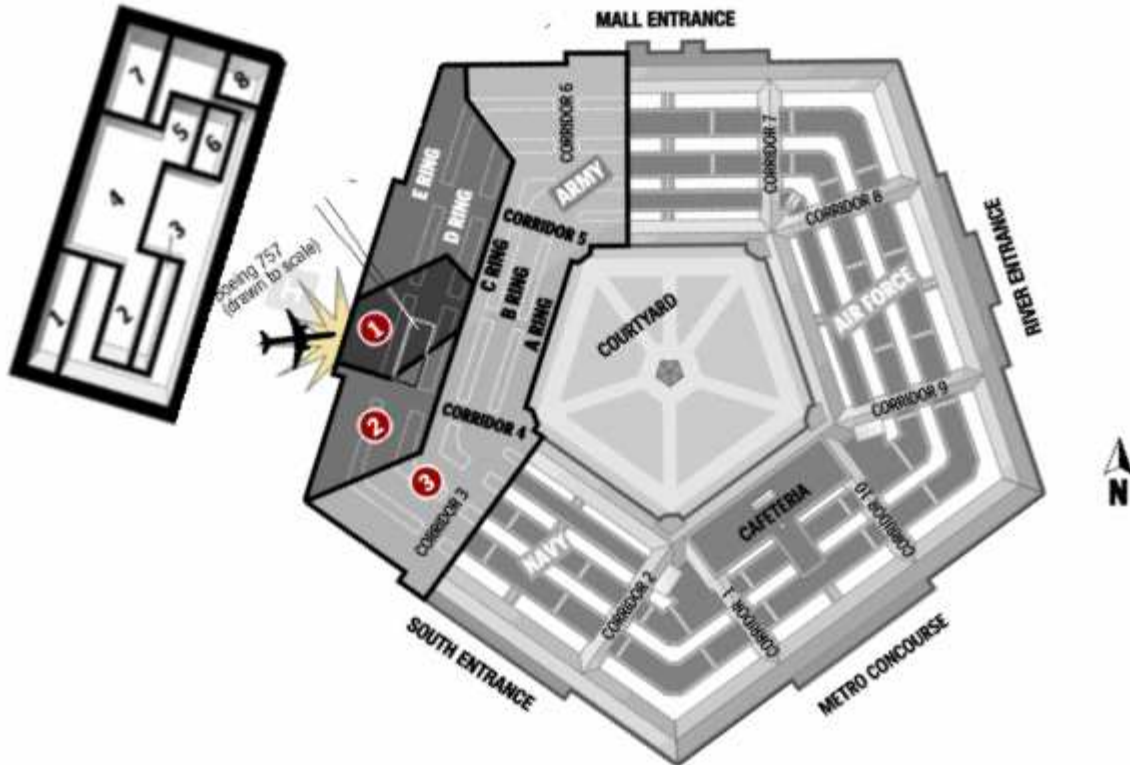 MALL ENTRANCE
7
8
5
6
4
3
1
2
CORRIDOR 6
CORRIDOR 7
ARMY
E RING
D RING
CORRIDOR 5
C RING
B RING
A RING
CORRIDOR 8
RIVER ENTRANCE
AIR FORCE
Boeing 757
(drawn to scale)
1
COURTYARD
2
CORRIDOR 4
CORRIDOR 9
3
CORRIDOR 3
N
CAFETERIA
CORRIDOR 10
NAVY
CORRIDOR 2
CORRIDOR 1
SOUTH ENTRANCE
METRO CONCOURSE